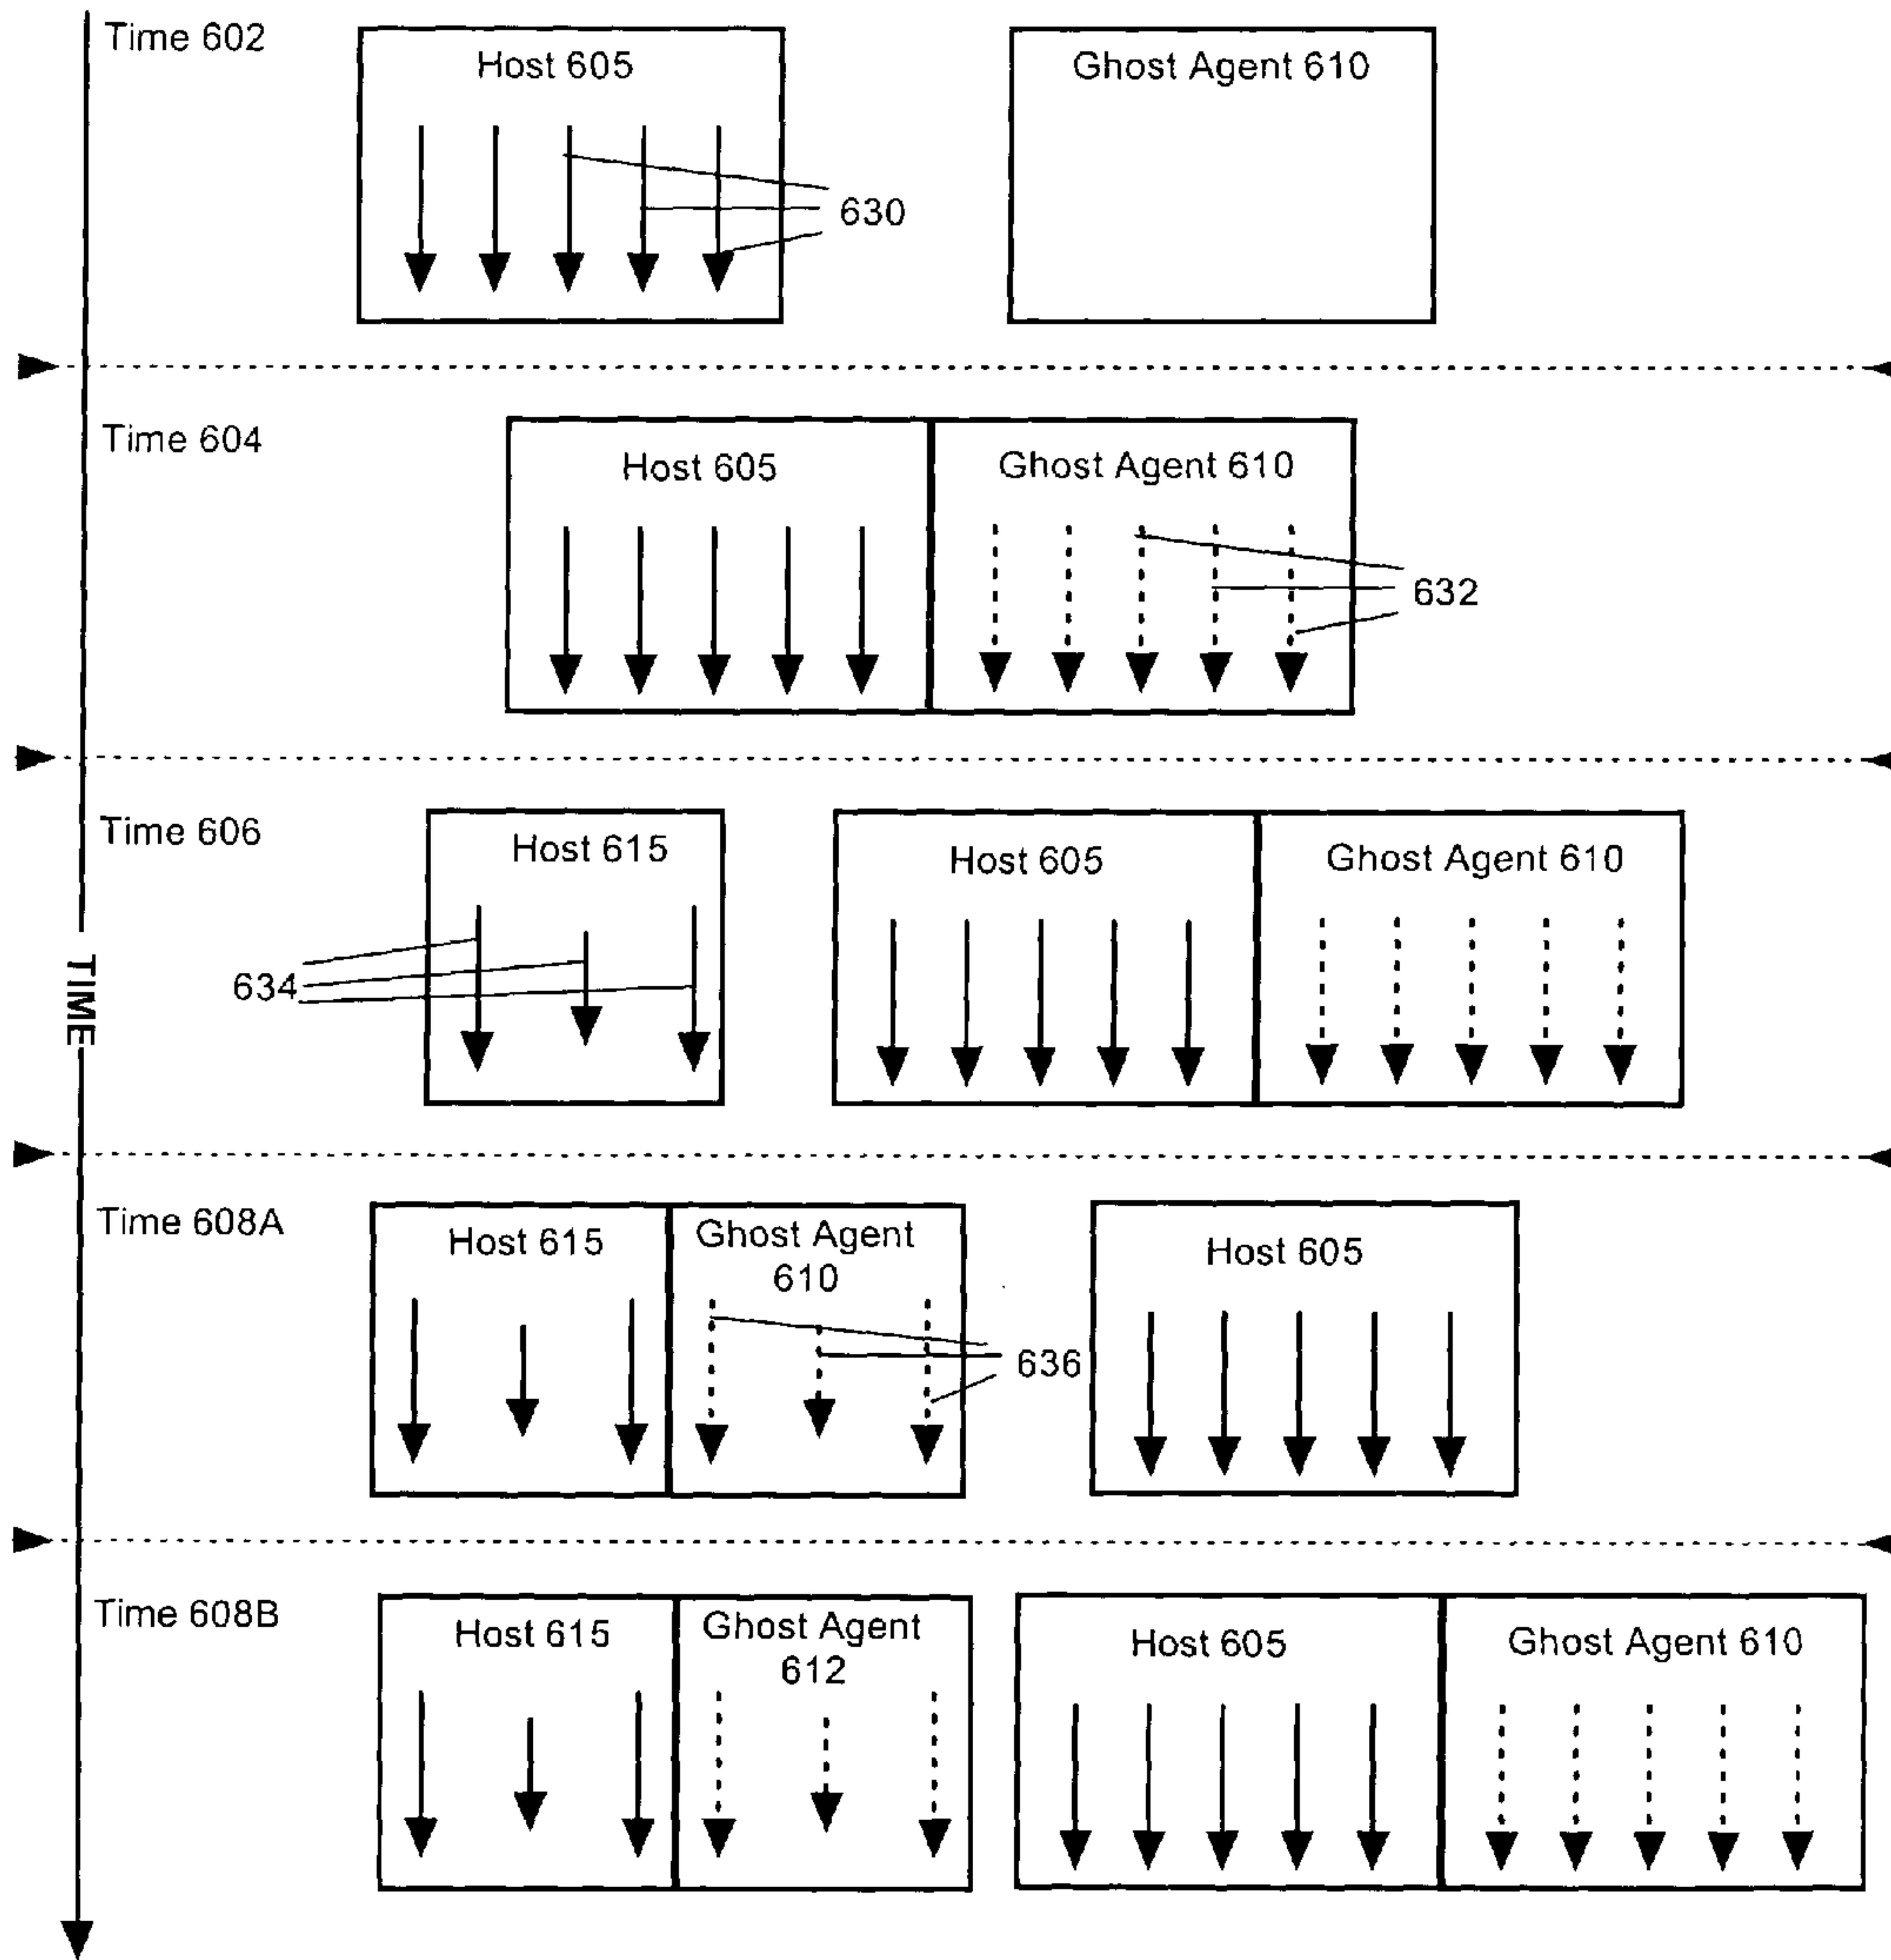 Time 602
Host 605
Ghost Agent 610
630
Time 604
Host 605
Ghost Agent 610
632
Time 606
Host 615
Host 605
Ghost Agent 610
634
TIME
Time 608A
Host 615
Ghost Agent
610
Host 605
636
Time 608B
Host 615
Ghost Agent
612
Host 605
Ghost Agent 610